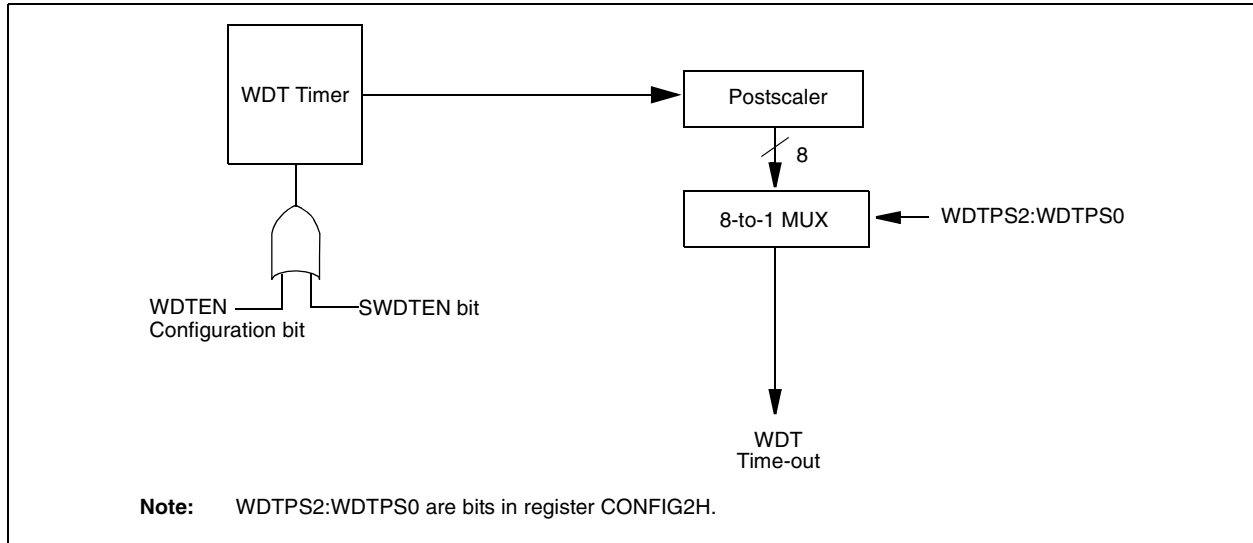 WDT Timer
Postscaler
8
8-to-1 MUX
WDTPS2:WDTPS0
WDTEN
Configuration bit
SWDTEN bit
WDT
Time-out
Note: WDTPS2:WDTPS0 are bits in register CONFIG2H.